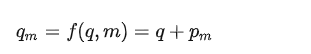 q_m = f(q, m) = q + p_m